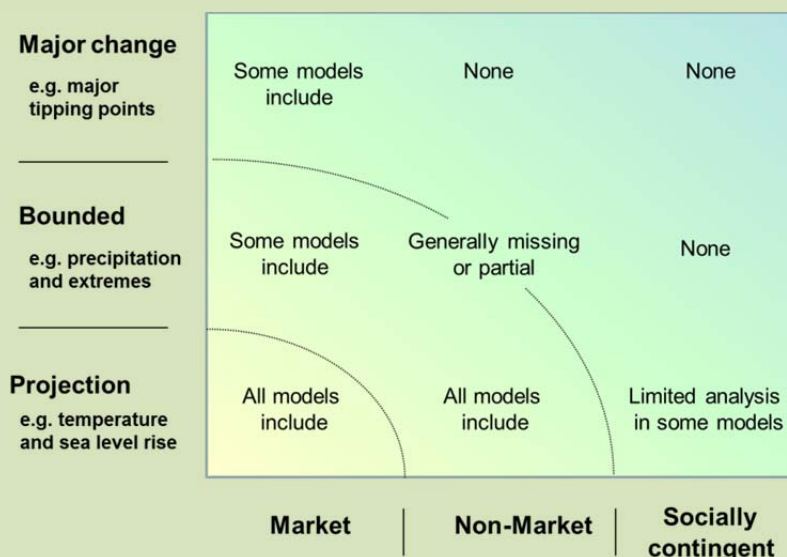 Major change
e.g. major
tipping points
Some models
include
None
None
Bounded
e.g. precipitation
and extremes
Some models
include
Generally missing
or partial
None
Projection
e.g. temperature
and sea level rise
All models
include
All models
include
Limited analysis
in some models
Market
Non-Market
Socially
contingent